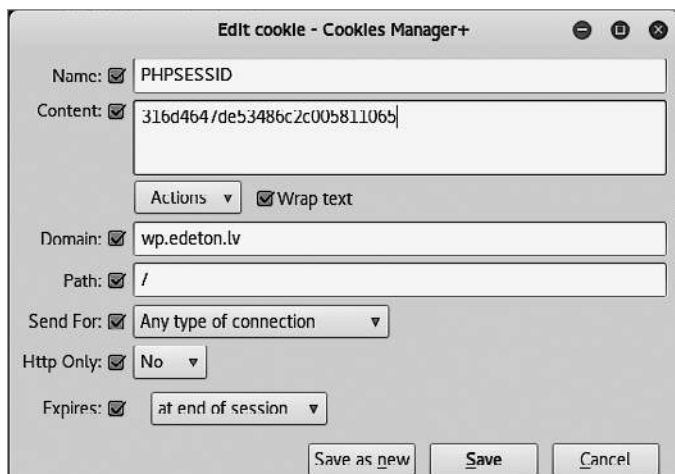 Edit cookie - Cookies Manager+
Name: PHPSESSID
Content: 316d4647de53486c2c005811065
Actions Wrap text
Domain: wp.edeton.lv
Path: /
Send For: Any type of connection
Http Only: No
Expires: at end of session
Save as new Save Cancel